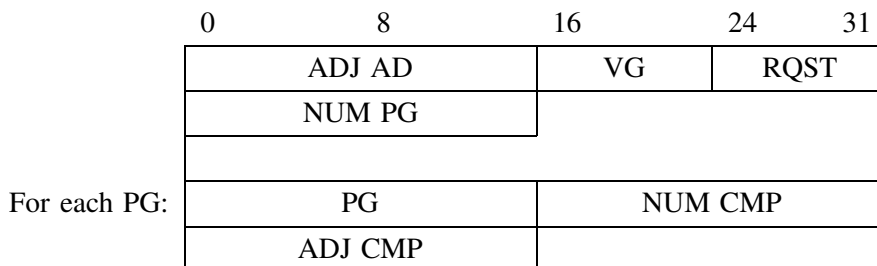 0 8 16 24 31
ADJ AD VG RQST
NUM PG
For each PG: PG NUM CMP
ADJ CMP